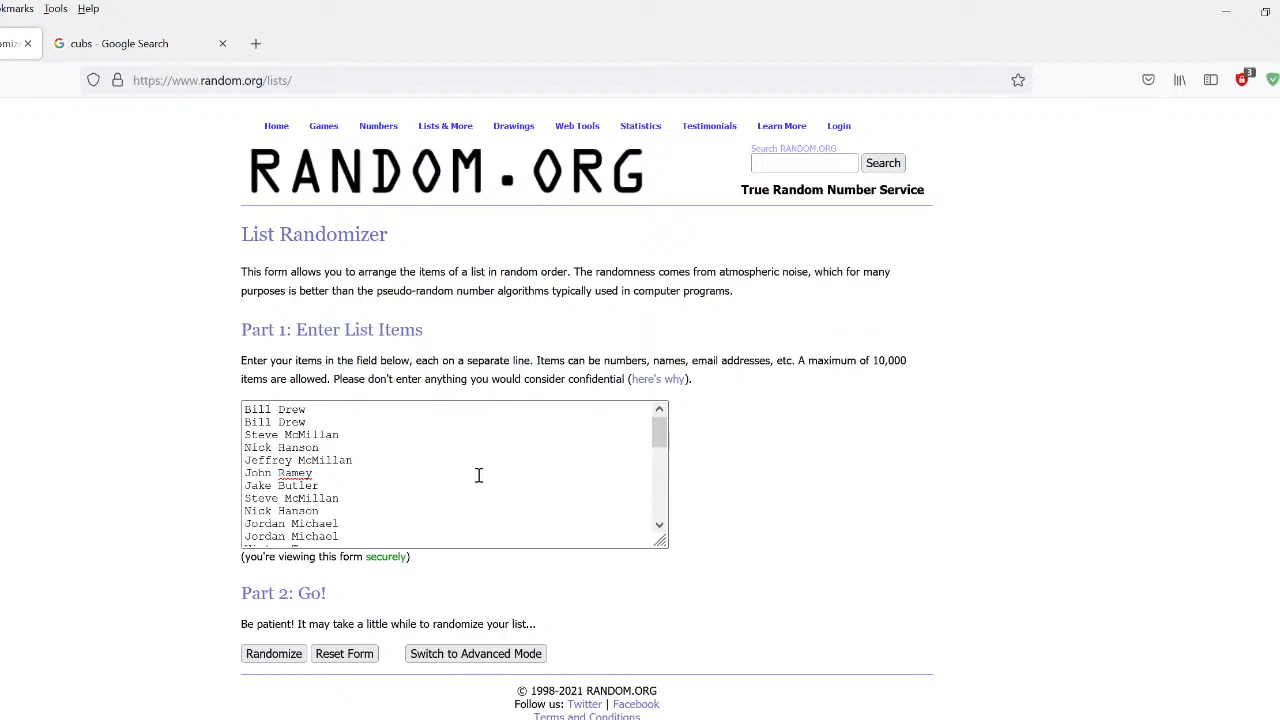 okmarks Tools Help
omize
cubs - Google Search
https://www.random.org/lists/
3
Home Games Numbers Lists & More Drawings Web Tools Statistics Testimonials Learn More Login
RANDOM.ORG
Search RANDOM.ORG
Search
True Random Number Service
List Randomizer
This form allows you to arrange the items of a list in random order. The randomness comes from atmospheric noise, which for many
purposes is better than the pseudo-random number algorithms typically used in computer programs.
Part 1: Enter List Items
Enter your items in the field below, each on a separate line. Items can be numbers, names, email addresses, etc. A maximum of 10,000
items are allowed. Please don't enter anything you would consider confidential (here's why).
Bill Drew
Bill Drew
Steve McMillan
Nick Hanson
Jeffrey McMillan
John Ramey
Jake Butler
Steve McMillan
Nick Hanson
Jordan Michael
Jordan Michael
(you're viewing this form securely)
Part 2: Go!
Be patient! It may take a little while to randomize your list...
Randomize Reset Form Switch to Advanced Mode
© 1998-2021 RANDOM.ORG
Follow us: Twitter | Facebook
Terms and Conditions